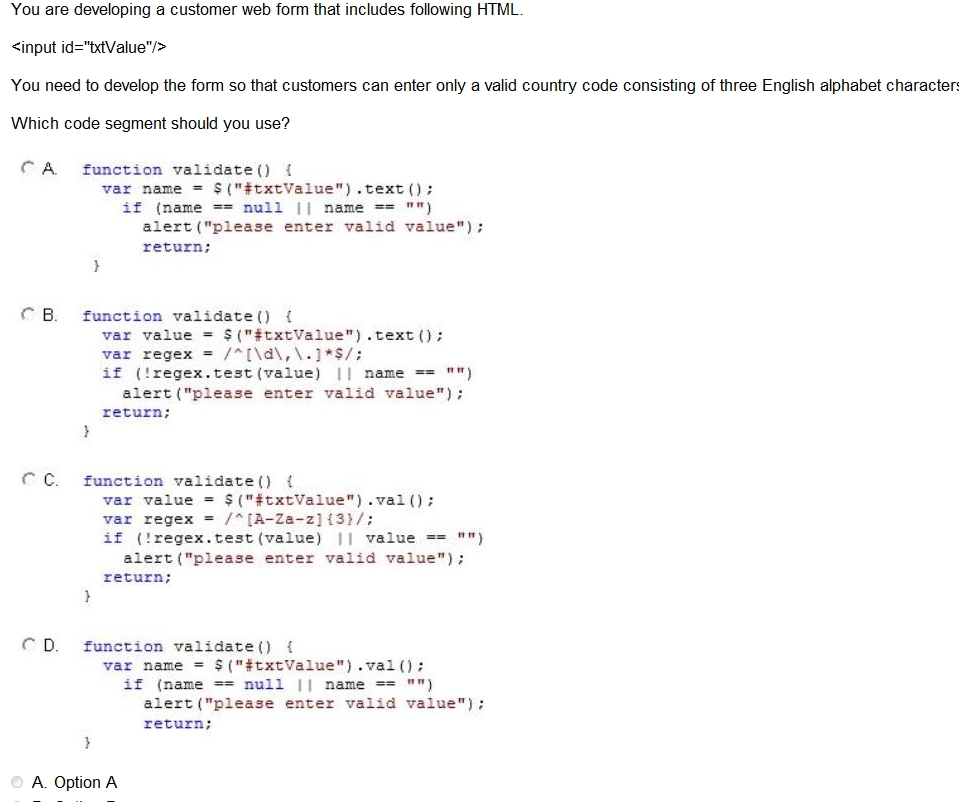 You are developing a customer web form that includes following HTML.
<input id="txtValue"/>
You need to develop the form so that customers can enter only a valid country code consisting of three English alphabet characters
Which code segment should you use?
A. function validate() {
var name = $("#txtValue").text();
if (name == null || name == "")
alert("please enter valid value");
return;
}
B. function validate() {
var value = $("#txtValue").text();
var regex = /^[\d\,\.]*$/;
if (!regex.test(value) || name == "")
alert("please enter valid value");
return;
}
C. function validate() {
var value = $("#txtValue").val();
var regex = /^[A-Za-z]{3}/;
if (!regex.test(value) || value == "")
alert("please enter valid value");
return;
}
D. function validate() {
var name = $("#txtValue").val();
if (name == null || name == "")
alert("please enter valid value");
return;
}
A. Option A